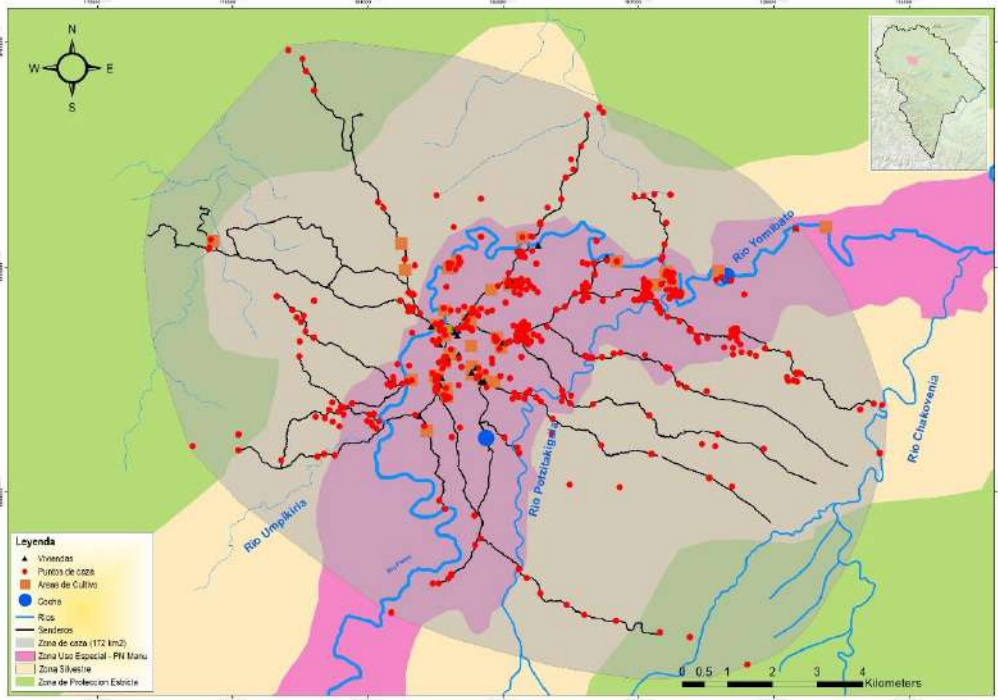 N
W E
S
Rio Yomibato
Rio Chakovenia
Rio Potzitakigia
Rio Umpikiria
Leyenda
Viviendas
Puntos de caza
Areas de Cultivo
Cocha
Rios
Senderos
Zona de caza (172 km2)
Zona Uso Especial - PN Manu
Zona Silvestre
Zona de Proteccion Estricta
0 0,5 1 2 3 4
Kilometers